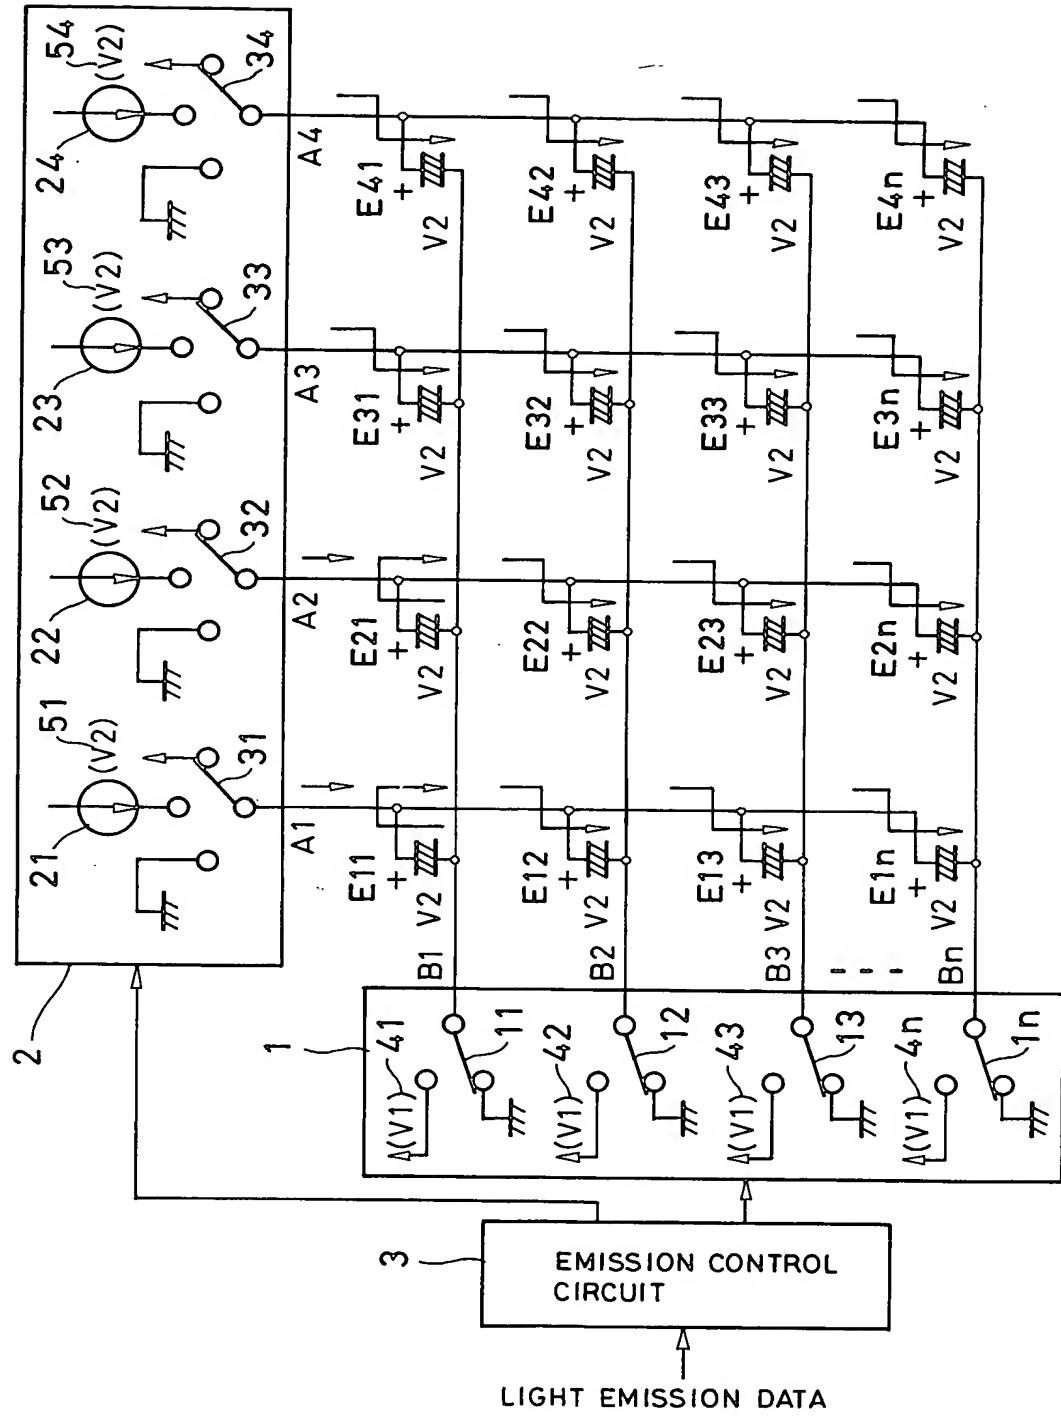 21
51
(V2)
22
52
(V2)
23
53
(V2)
24
54
(V2)
31
32
33
34
2
A1
A2
A3
A4
E11
E21
E31
E41
+
+
+
+
V2
V2
V2
V2
B1
E12
E22
E32
E42
+
+
+
+
V2
V2
V2
V2
B2
E13
E23
E33
E43
+
+
+
+
V2
V2
V2
V2
B3
E1n
E2n
E3n
E4n
+
+
+
+
V2
V2
V2
V2
Bn
1
(V1)
41
11
(V1)
42
12
(V1)
43
13
(V1)
4n
1n
3
EMISSION CONTROL
CIRCUIT
LIGHT EMISSION DATA